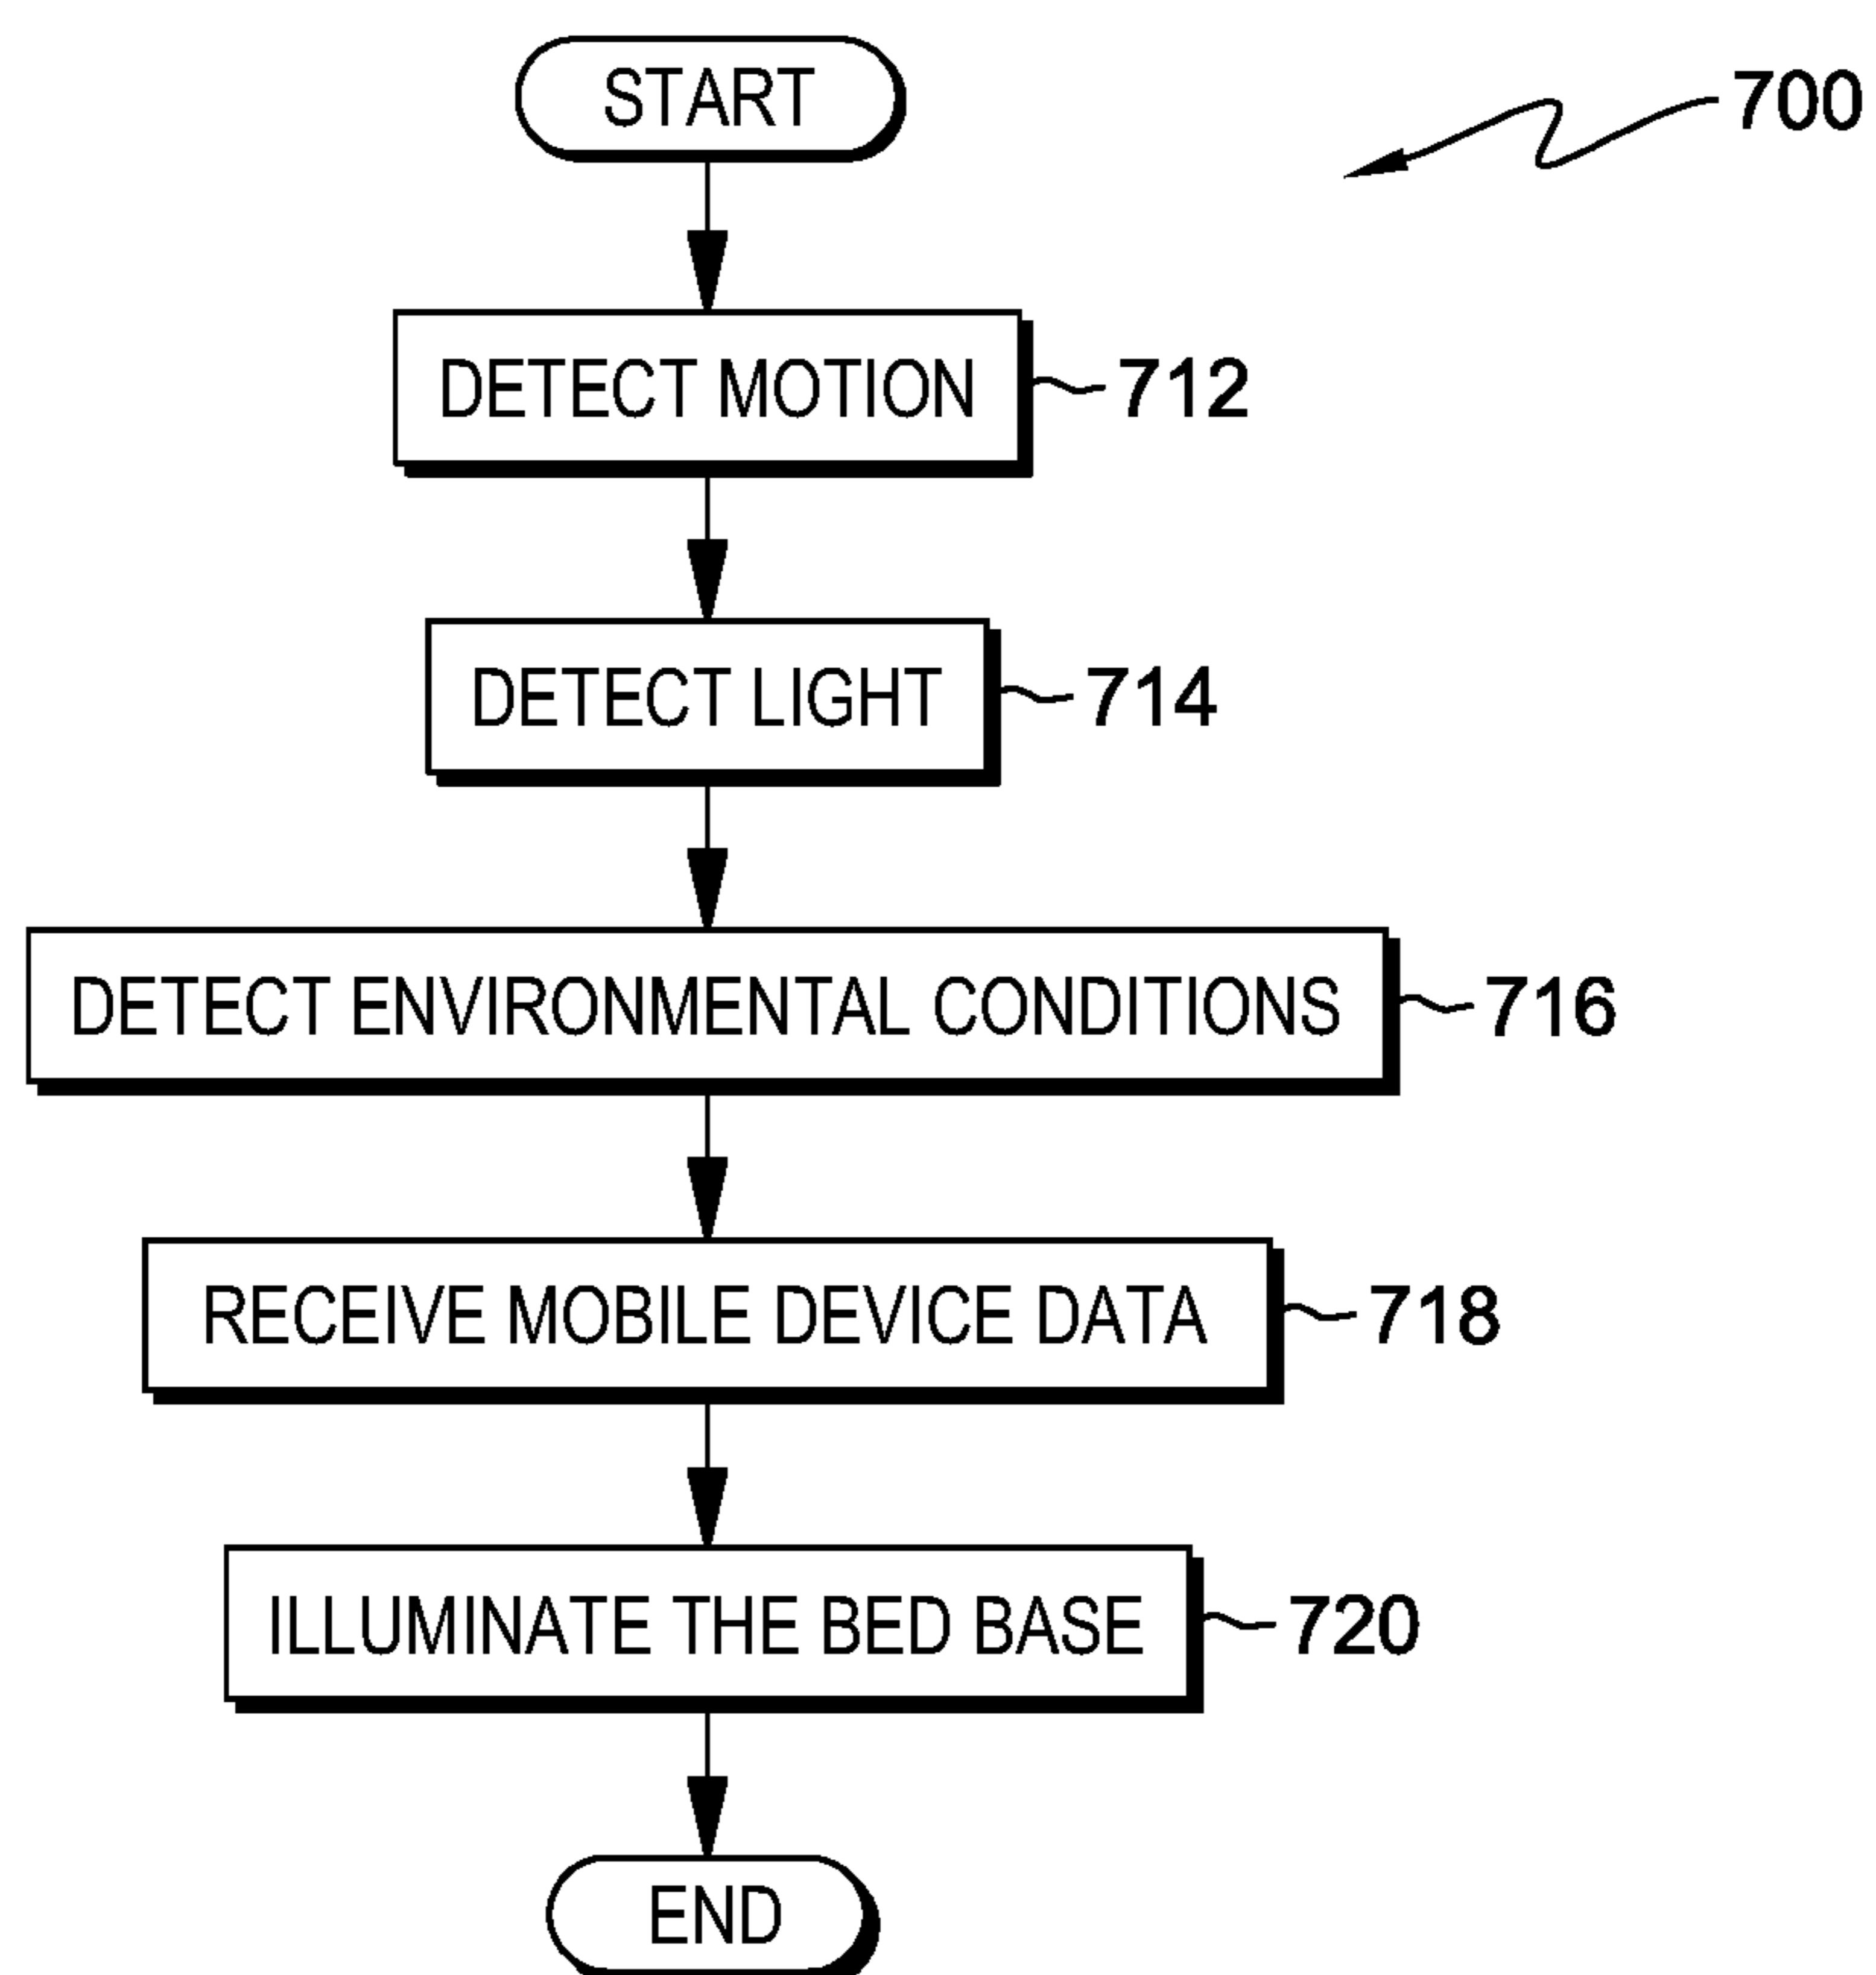 START
700
DETECT MOTION
712
DETECT LIGHT
714
DETECT ENVIRONMENTAL CONDITIONS
716
RECEIVE MOBILE DEVICE DATA
718
ILLUMINATE THE BED BASE
720
END